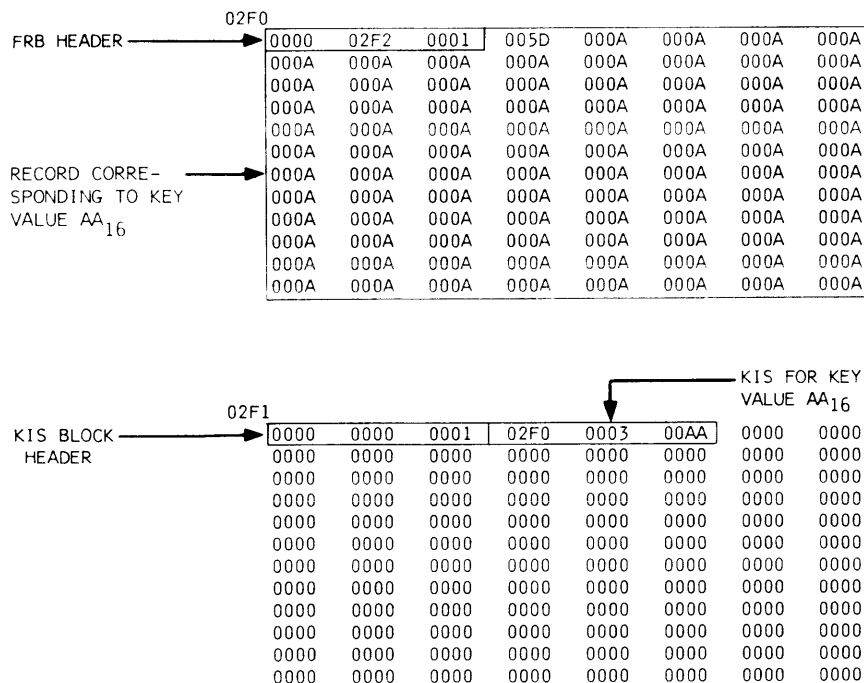 02F0
FRB HEADER 0000 02F2 0001 005D 000A 000A 000A 000A
000A 000A 000A 000A 000A 000A 000A 000A
000A 000A 000A 000A 000A 000A 000A 000A
000A 000A 000A 000A 000A 000A 000A 000A
000A 000A 000A 000A 000A 000A 000A 000A
000A 000A 000A 000A 000A 000A 000A 000A
RECORD CORRE- 000A 000A 000A 000A 000A 000A 000A 000A
SPONDING TO KEY 000A 000A 000A 000A 000A 000A 000A 000A
VALUE AA16 000A 000A 000A 000A 000A 000A 000A 000A
000A 000A 000A 000A 000A 000A 000A 000A
000A 000A 000A 000A 000A 000A 000A 000A
000A 000A 000A 000A 000A 000A 000A 000A
KIS FOR KEY
VALUE AA16
02F1
KIS BLOCK 0000 0000 0001 02F0 0003 00AA 0000 0000
HEADER 0000 0000 0000 0000 0000 0000 0000 0000
0000 0000 0000 0000 0000 0000 0000 0000
0000 0000 0000 0000 0000 0000 0000 0000
0000 0000 0000 0000 0000 0000 0000 0000
0000 0000 0000 0000 0000 0000 0000 0000
0000 0000 0000 0000 0000 0000 0000 0000
0000 0000 0000 0000 0000 0000 0000 0000
0000 0000 0000 0000 0000 0000 0000 0000
0000 0000 0000 0000 0000 0000 0000 0000
0000 0000 0000 0000 0000 0000 0000 0000
0000 0000 0000 0000 0000 0000 0000 0000